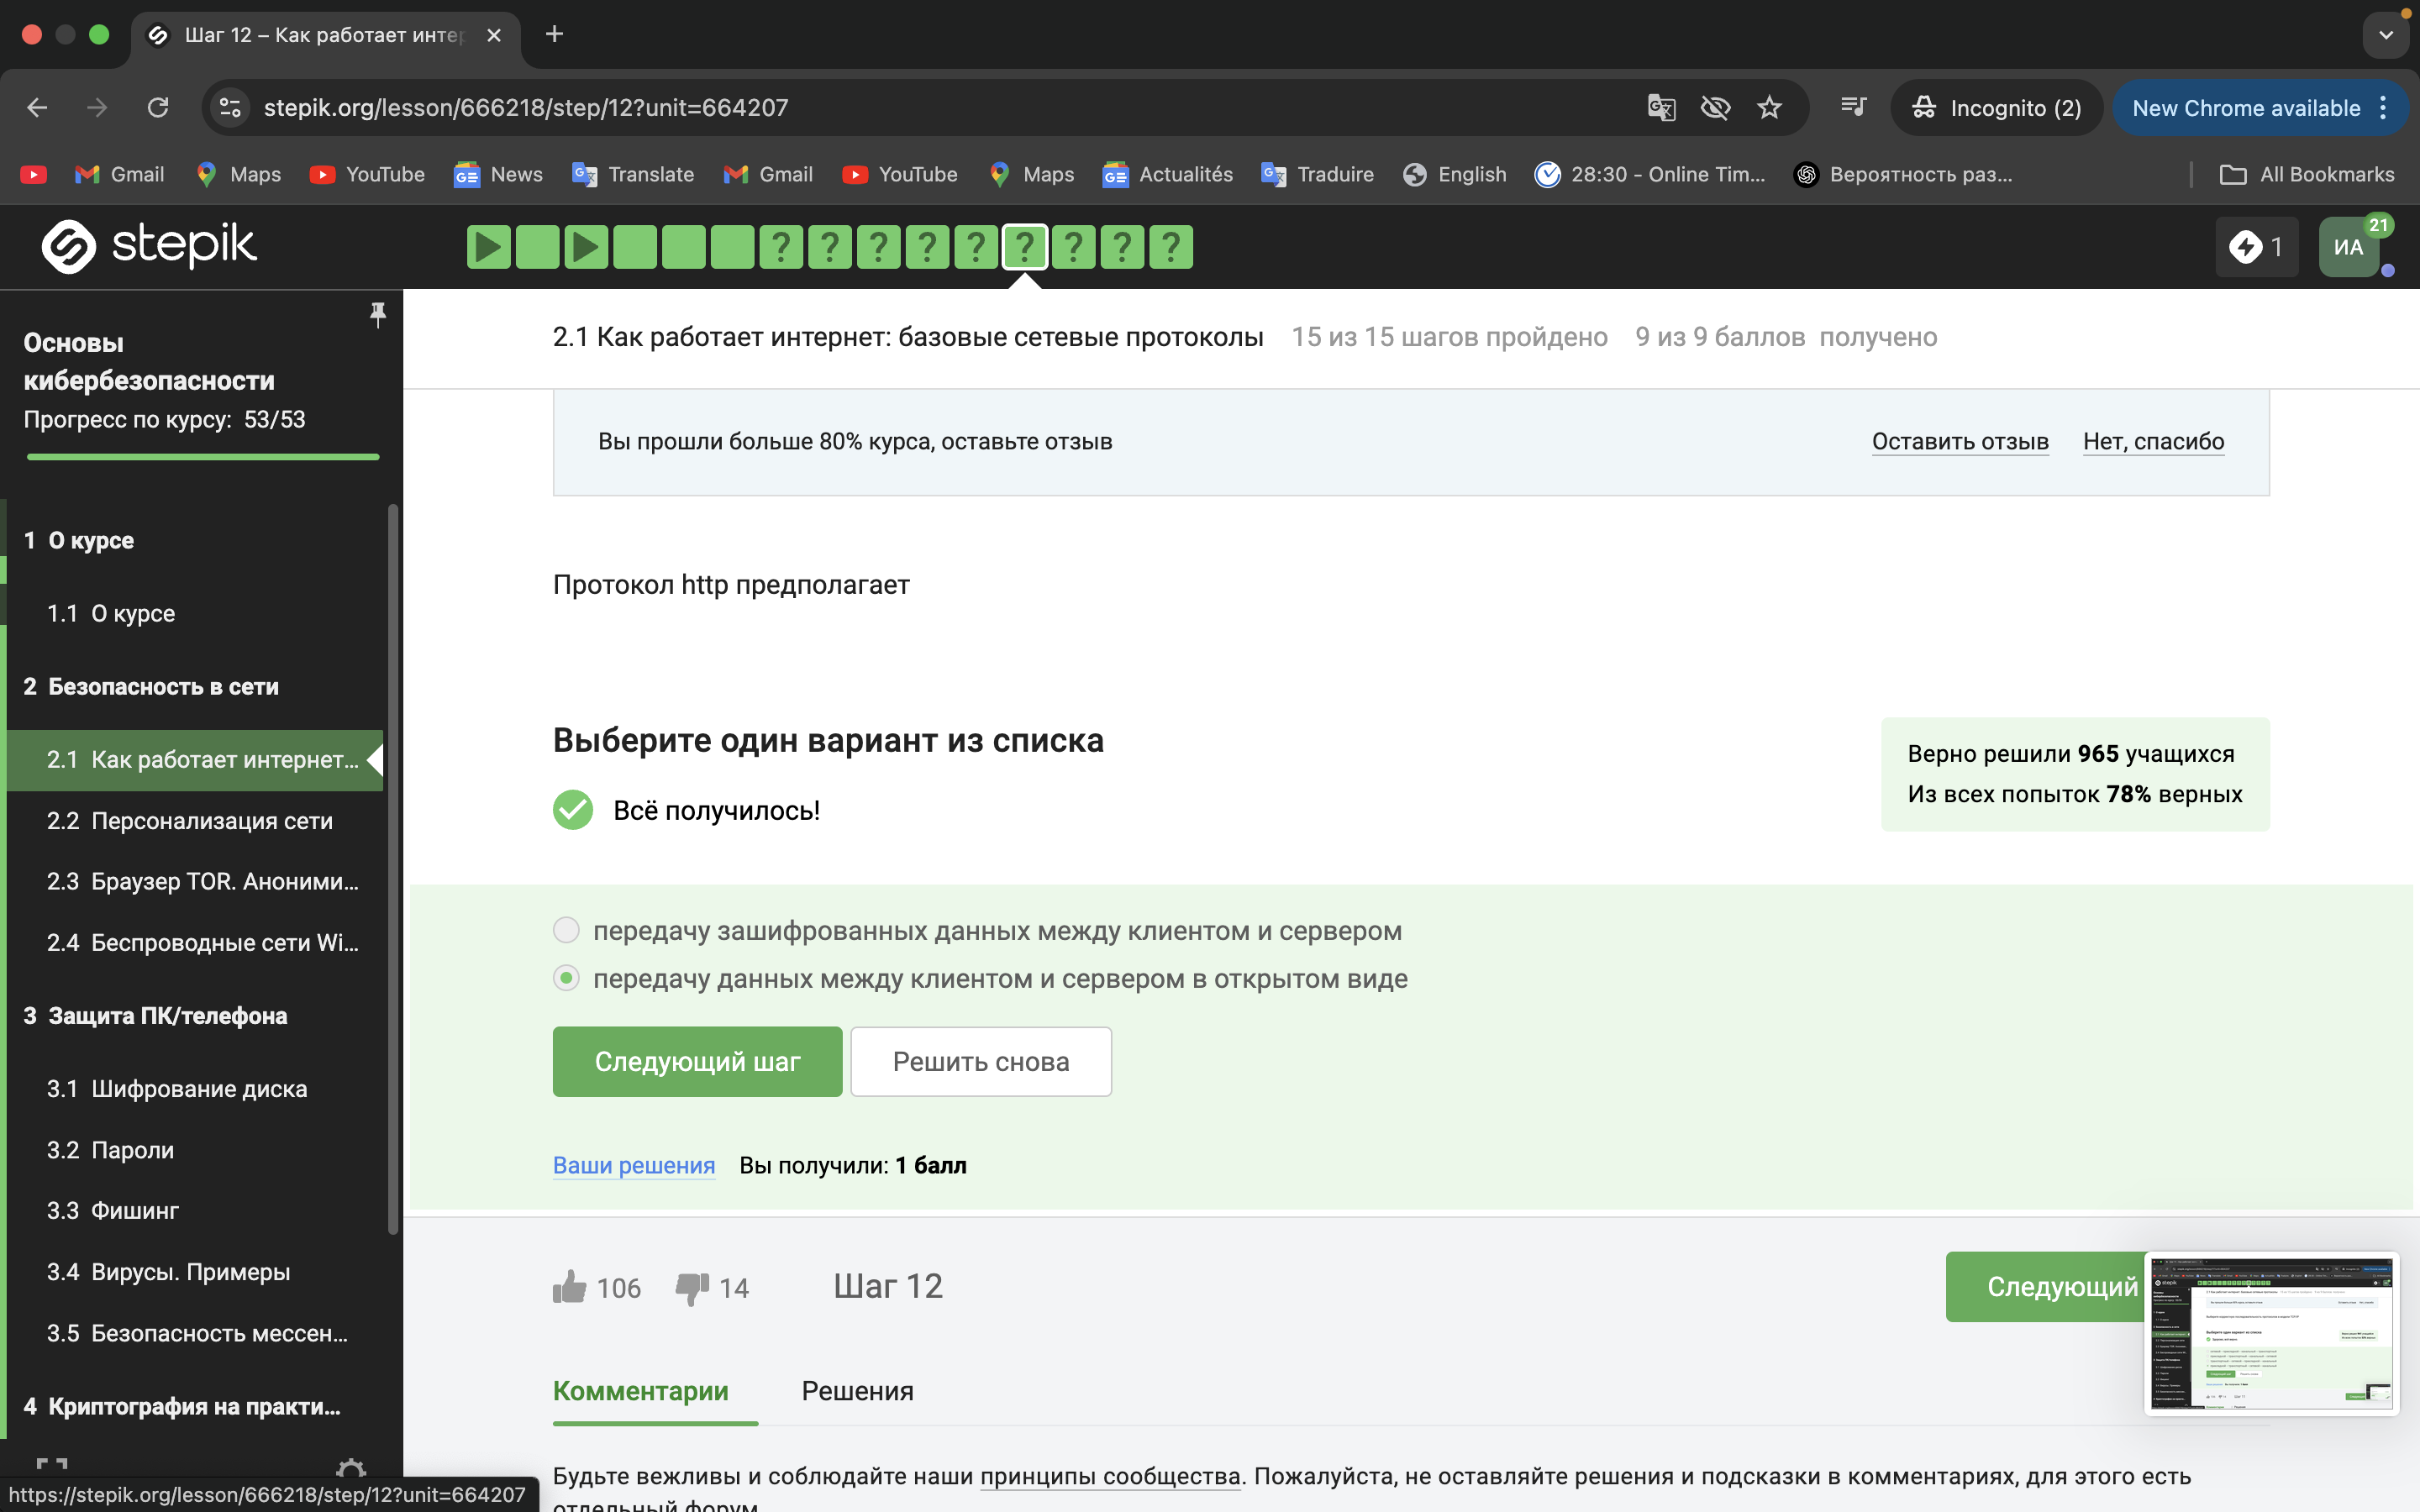 Шаг 12 – Как работает интер
stepik.org/lesson/666218/step/12?unit=664207
Incognito (2)
New Chrome available
Gmail
Maps
YouTube
News
Translate
Gmail
YouTube
Maps
Actualités
Traduire
English
28:30 - Online Tim...
Вероятность раз...
All Bookmarks
stepik
? ? ? ? ? ? ? ? ?
1
ИА
21
Основы
кибербезопасности
Прогресс по курсу: 53/53
1 О курсе
1.1 О курсе
2 Безопасность в сети
2.1 Как работает интернет...
2.2 Персонализация сети
2.3 Браузер TOR. Аноними...
2.4 Беспроводные сети Wi...
3 Защита ПК/телефона
3.1 Шифрование диска
3.2 Пароли
3.3 Фишинг
3.4 Вирусы. Примеры
3.5 Безопасность мессен...
4 Криптография на практи...
https://stepik.org/lesson/666218/step/12?unit=664207
2.1 Как работает интернет: базовые сетевые протоколы 15 из 15 шагов пройдено 9 из 9 баллов получено
Вы прошли больше 80% курса, оставьте отзыв
Оставить отзыв
Нет, спасибо
Протокол http предполагает
Выберите один вариант из списка
Всё получилось!
Верно решили 965 учащихся
Из всех попыток 78% верных
передачу зашифрованных данных между клиентом и сервером
передачу данных между клиентом и сервером в открытом виде
Следующий шаг
Решить снова
Ваши решения
Вы получили: 1 балл
106
14
Шаг 12
Следующий
Комментарии
Решения
Будьте вежливы и соблюдайте наши принципы сообщества. Пожалуйста, не оставляйте решения и подсказки в комментариях, для этого есть
отдельный форум